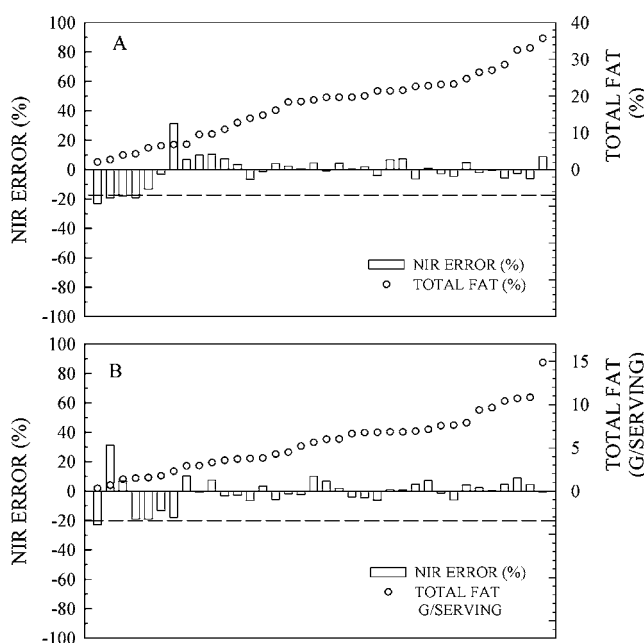 A
NIR ERROR (%)
100
80
60
40
20
0
-20
-40
-60
-80
-100
40
30
20
10
0
TOTAL FAT
(%)
NIR ERROR (%)
TOTAL FAT (%)
B
NIR ERROR (%)
100
80
60
40
20
0
-20
-40
-60
-80
-100
15
10
5
0
TOTAL FAT
(G/SERVING)
NIR ERROR (%)
TOTAL FAT
G/SERVING